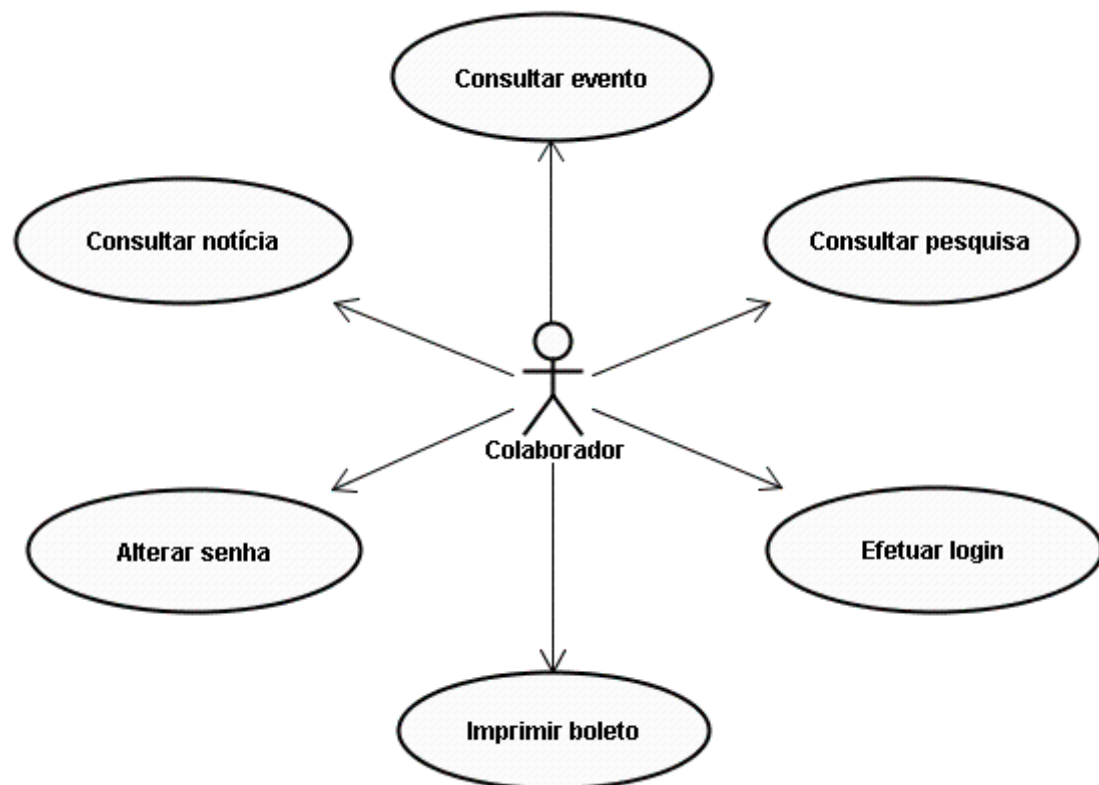 Consultar evento
Consultar notícia
Consultar pesquisa
Colaborador
Alterar senha
Efetuar login
Imprimir boleto